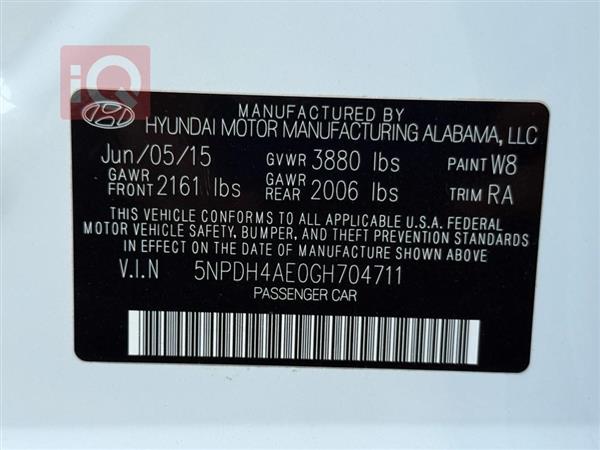 iQ
MANUFACTURED BY
HYUNDAI MOTOR MANUFACTURING ALABAMA, LLC
Jun/05/15 GVWR 3880 lbs PAINT W8
GAWR FRONT 2161 lbs GAWR REAR 2006 lbs TRIM RA
THIS VEHICLE CONFORMS TO ALL APPLICABLE U.S.A. FEDERAL
MOTOR VEHICLE SAFETY, BUMPER, AND THEFT PREVENTION STANDARDS
IN EFFECT ON THE DATE OF MANUFACTURE SHOWN ABOVE.
V.I.N 5NPDH4AE0GH704711
PASSENGER CAR